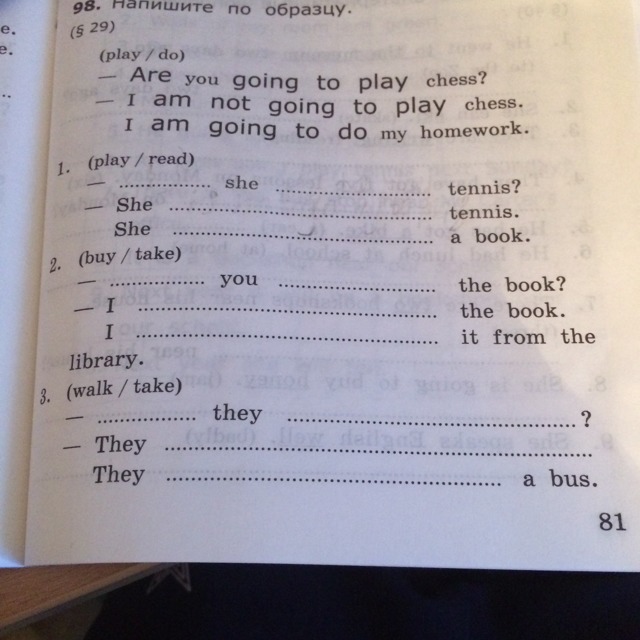 98. Напишите по образцу.
(§ 29)
(play / do)
— Are you going to play chess?
— I am not going to play chess.
I am going to do my homework.
1. (play / read)
— .................. she .......................... tennis?
— She .............................................. tennis.
She .............................................. a book.
2. (buy / take)
— .................. you .......................... the book?
— I .................................................. the book.
I .................................................. it from the
library.
3. (walk / take)
— .................. they .............................................. ?
— They ..................................................................
They .................................................. a bus.
81